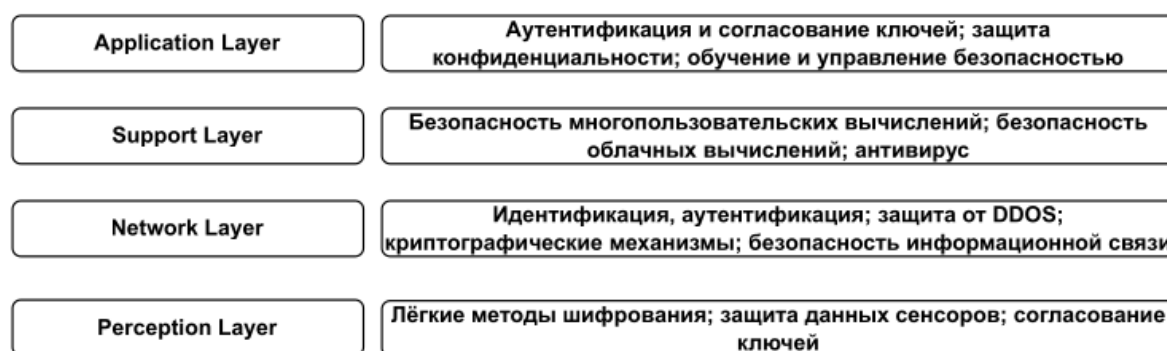 Application Layer
Аутентификация и согласование ключей; защита
конфиденциальности; обучение и управление безопасностью
Support Layer
Безопасность многопользовательских вычислений; безопасность
облачных вычислений; антивирус
Network Layer
Идентификация, аутентификация; защита от DDOS;
криптографические механизмы; безопасность информационной связи
Perception Layer
Лёгкие методы шифрования; защита данных сенсоров; согласование
ключей